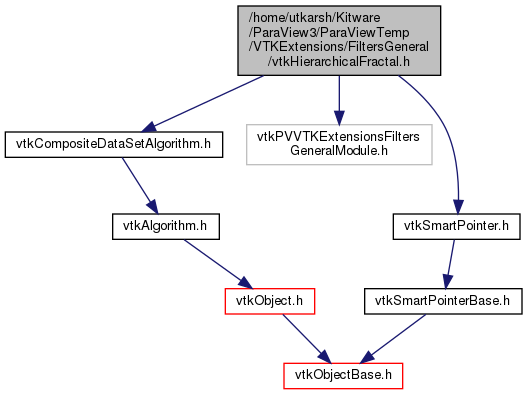 /home/utkarsh/Kitware
/ParaView3/ParaViewTemp
/VTKExtensions/FiltersGeneral
/vtkHierarchicalFractal.h
vtkCompositeDataSetAlgorithm.h
vtkPVVTKExtensionsFilters
GeneralModule.h
vtkAlgorithm.h
vtkSmartPointer.h
vtkObject.h
vtkSmartPointerBase.h
vtkObjectBase.h